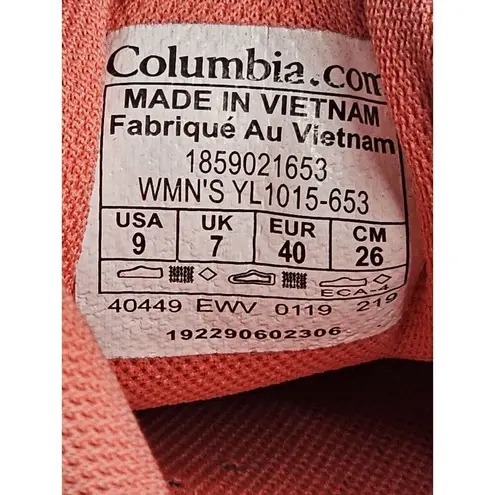 Columbia.com
MADE IN VIETNAM
Fabriqué Au Vietnam
1859021653
WMN'S YL1015-653
USA UK EUR CM
9 7 40 26
ECA-4
40449 EWV 0119 219
192290602306